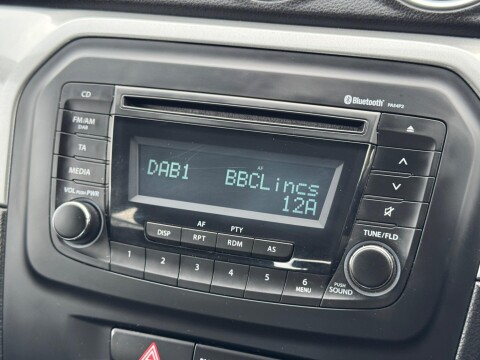 CD
Bluetooth PA54P2
FM/AM
DAB
TA
MEDIA
VOL PUSH PWR
AF
DAB1 BBCLincs
12A
AF PTY
DISP RPT RDM AS
1 2 3 4 5 6
MENU
PUSH
SOUND
TUNE/FLD